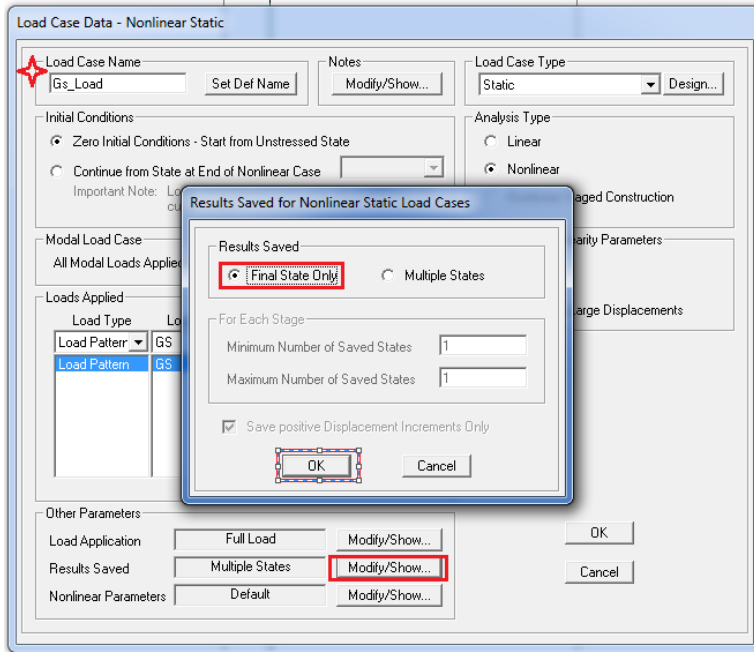 Load Case Data - Nonlinear Static
Load Case Name
Notes
Load Case Type
Gs_Load
Set Def Name
Modify/Show...
Static
Design...
Initial Conditions
Zero Initial Conditions - Start from Unstressed State
Continue from State at End of Nonlinear Case
Important Note:
Analysis Type
Linear
Nonlinear
aged Construction
Modal Load Case
All Modal Loads Applie
arity Parameters
arge Displacements
Loads Applied
Load Type
Lo
Load Pattern
GS
Load Pattern
GS
Results Saved for Nonlinear Static Load Cases
Results Saved
Final State Only
Multiple States
For Each Stage
Minimum Number of Saved States
1
Maximum Number of Saved States
1
Save positive Displacement Increments Only
OK
Cancel
Other Parameters
Load Application
Full Load
Modify/Show...
Results Saved
Multiple States
Modify/Show...
Nonlinear Parameters
Default
Modify/Show...
OK
Cancel